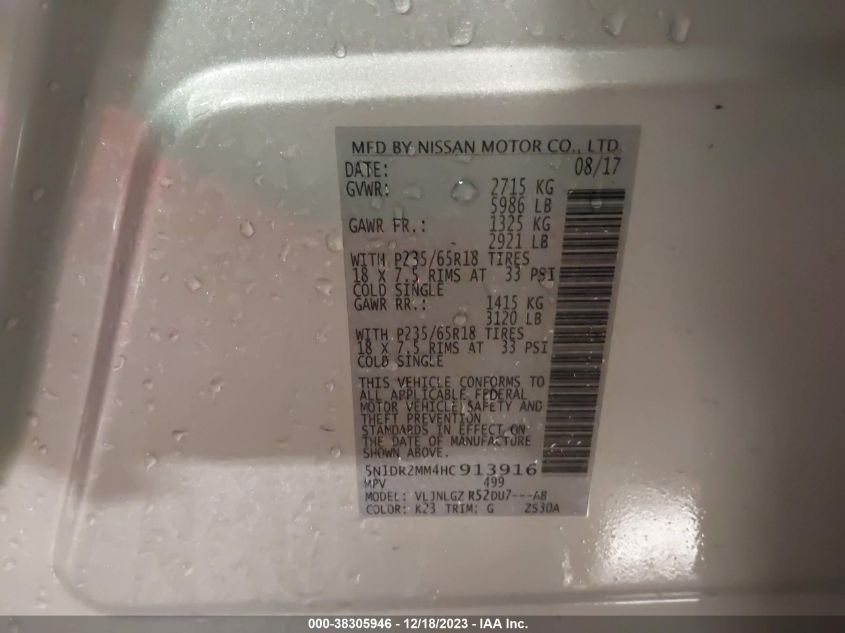 MFD BY NISSAN MOTOR CO., LTD.
DATE: 08/17
GVWR: 2715 KG
5986 LB
GAWR FR.: 1325 KG
2921 LB
WITH P235/65R18 TIRES
18 X 7.5 RIMS AT 33 PSI
COLD SINGLE
GAWR RR.: 1415 KG
3120 LB
WITH P235/65R18 TIRES
18 X 7.5 RIMS AT 33 PSI
COLD SINGLE
THIS VEHICLE CONFORMS TO
ALL APPLICABLE FEDERAL
MOTOR VEHICLE SAFETY AND
THEFT PREVENTION
STANDARDS IN EFFECT ON
THE DATE OF MANUFACTURE
SHOWN ABOVE.
5N1DR2MM4HC913916
MPV 499
MODEL: VLJNLGZ R52DU7---AB
COLOR: K23 TRIM: G ZS30A
000-38305946 - 12/18/2023 - IAA Inc.